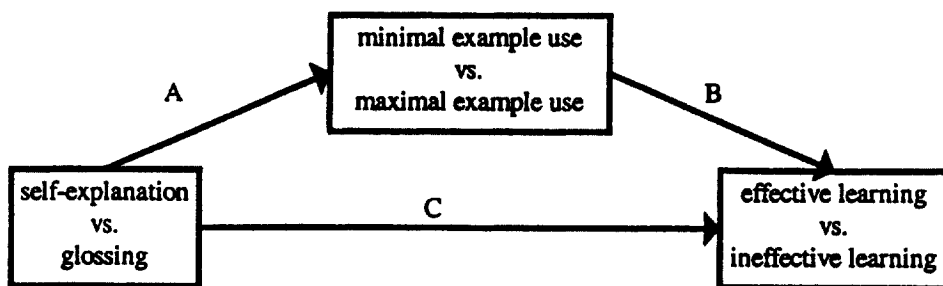 minimal example use
vs.
maximal example use
A
B
self-explanation
vs.
glossing
C
effective learning
vs.
ineffective learning